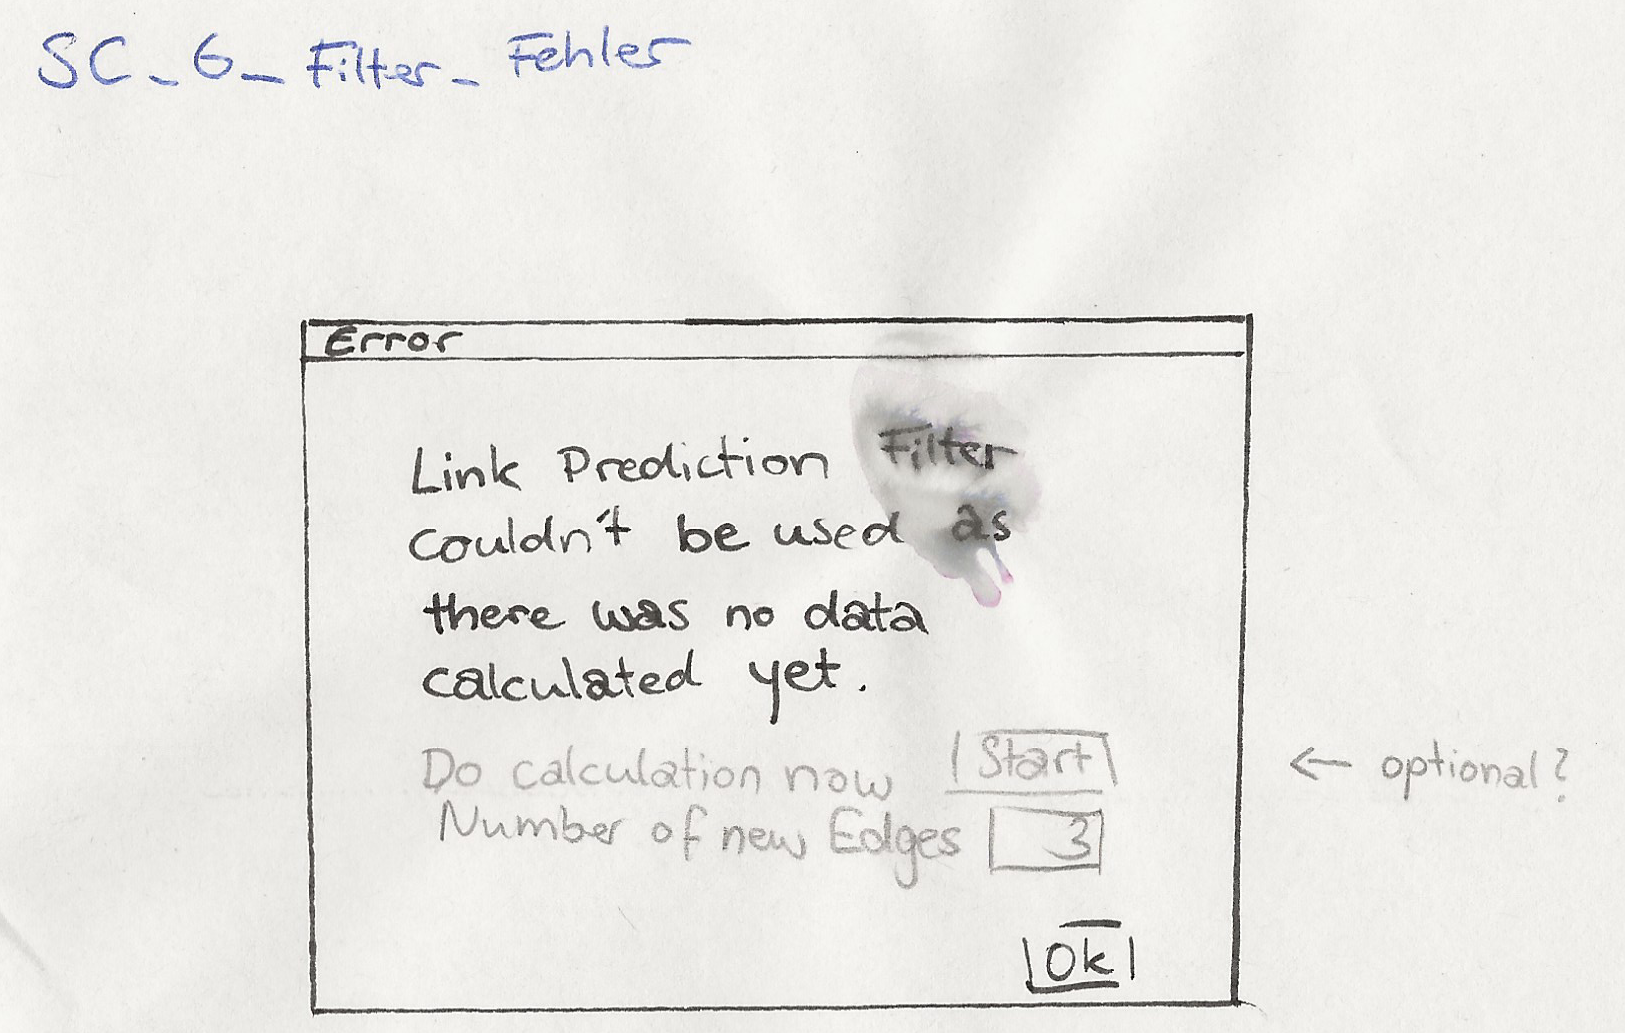 SC_6_Filter_Fehler
Error
Link Prediction Filter
couldn't be used as
there was no data
calculated yet.
Do calculation now Start
← optional?
Number of new Edges 3
Ok